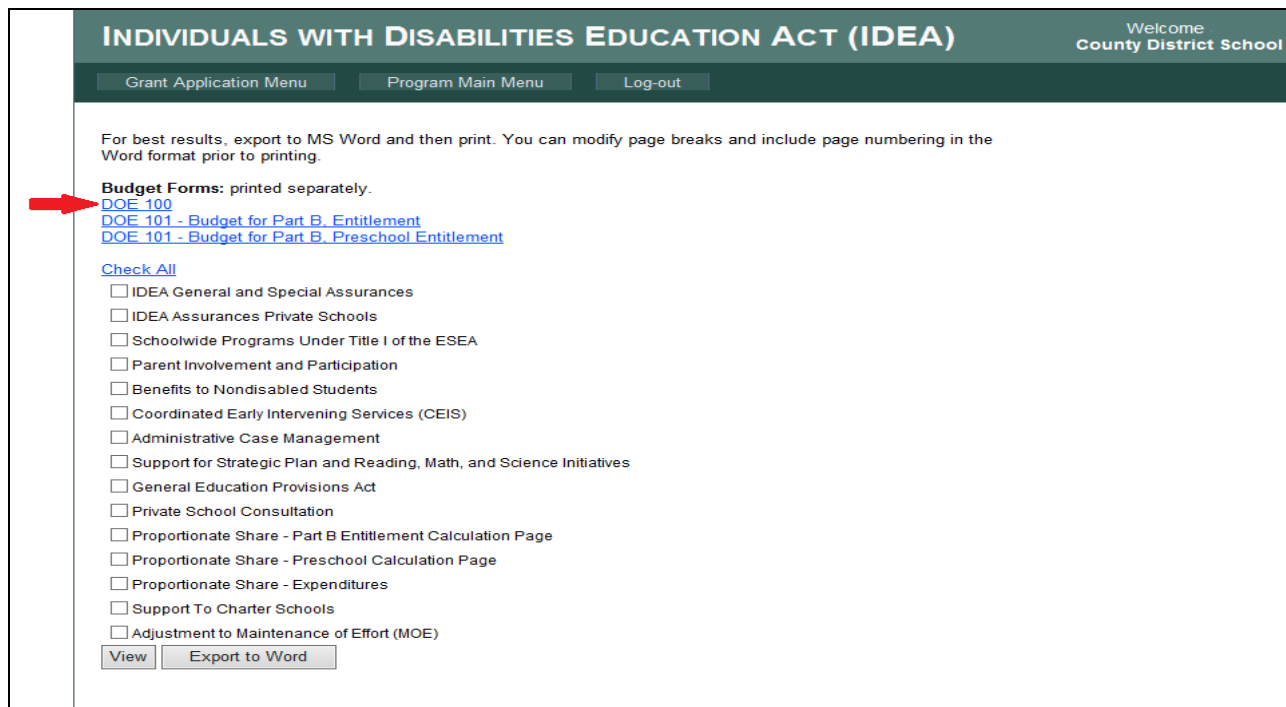 INDIVIDUALS WITH DISABILITIES EDUCATION ACT (IDEA)
Welcome
County District School
Grant Application Menu
Program Main Menu
Log-out
For best results, export to MS Word and then print. You can modify page breaks and include page numbering in the
Word format prior to printing.
Budget Forms: printed separately.
DOE 100
DOE 101 - Budget for Part B, Entitlement
DOE 101 - Budget for Part B, Preschool Entitlement
Check All
IDEA General and Special Assurances
IDEA Assurances Private Schools
Schoolwide Programs Under Title I of the ESEA
Parent Involvement and Participation
Benefits to Nondisabled Students
Coordinated Early Intervening Services (CEIS)
Administrative Case Management
Support for Strategic Plan and Reading, Math, and Science Initiatives
General Education Provisions Act
Private School Consultation
Proportionate Share - Part B Entitlement Calculation Page
Proportionate Share - Preschool Calculation Page
Proportionate Share - Expenditures
Support To Charter Schools
Adjustment to Maintenance of Effort (MOE)
View
Export to Word